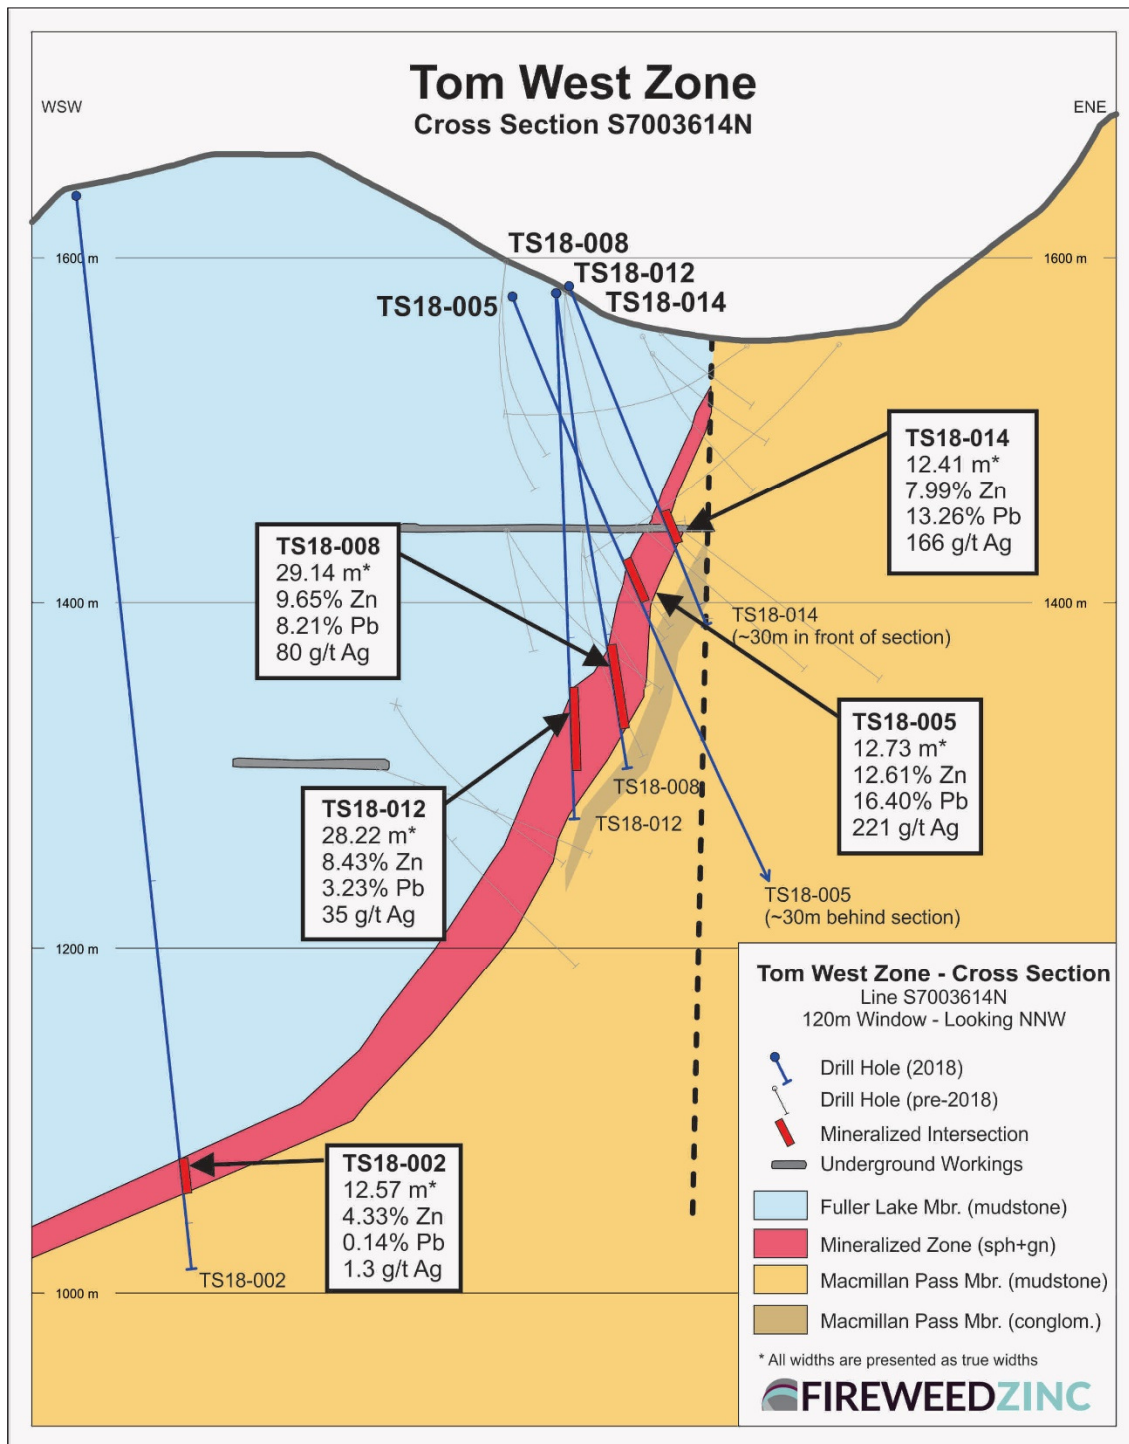 Tom West Zone
Cross Section S7003614N
WSW
ENE
1600 m
1600 m
TS18-008
TS18-012
TS18-005
TS18-014
TS18-014
12.41 m*
7.99% Zn
13.26% Pb
166 g/t Ag
TS18-008
29.14 m*
9.65% Zn
8.21% Pb
80 g/t Ag
1400 m
1400 m
TS18-014
(~30m in front of section)
TS18-005
12.73 m*
12.61% Zn
16.40% Pb
221 g/t Ag
TS18-008
TS18-012
TS18-012
28.22 m*
8.43% Zn
3.23% Pb
35 g/t Ag
TS18-005
(~30m behind section)
1200 m
TS18-002
12.57 m*
4.33% Zn
0.14% Pb
1.3 g/t Ag
TS18-002
1000 m
Tom West Zone - Cross Section
Line S7003614N
120m Window - Looking NNW
Drill Hole (2018)
Drill Hole (pre-2018)
Mineralized Intersection
Underground Workings
Fuller Lake Mbr. (mudstone)
Mineralized Zone (sph+gn)
Macmillan Pass Mbr. (mudstone)
Macmillan Pass Mbr. (conglom.)
* All widths are presented as true widths
FIREWEEDZINC